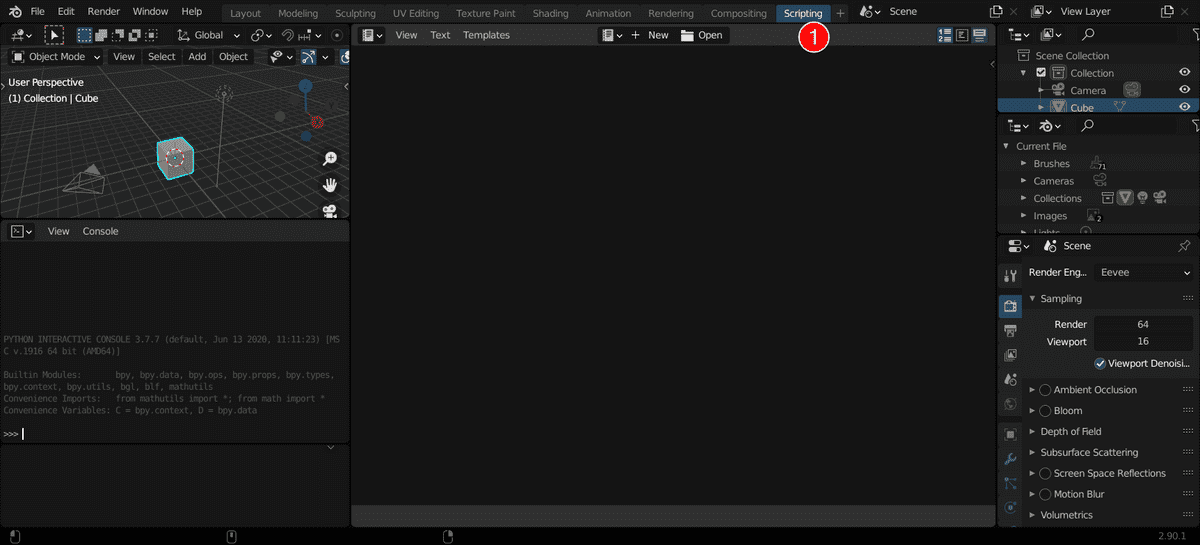 File Edit Render Window Help Layout Modeling Sculpting UV Editing Texture Paint Shading Animation Rendering Compositing Scripting + Scene View Layer
Global
View Text Templates
+ New Open
1
Object Mode View Select Add Object
User Perspective
(1) Collection | Cube
View Console
PYTHON INTERACTIVE CONSOLE 3.7.7 (default, Jun 13 2020, 11:11:23) [MS
C v.1916 64 bit (AMD64)]
Builtin Modules: bpy, bpy.data, bpy.ops, bpy.props, bpy.types,
bpy.context, bpy.utils, bgl, blf, mathutils
Convenience Imports: from mathutils import *; from math import *
Convenience Variables: C = bpy.context, D = bpy.data
>>>
Scene Collection
Collection
Camera
Cube
Current File
Brushes 71
Cameras
Collections
Images 2
Lights
Scene
Render Eng... Eevee
Sampling
Render 64
Viewport 16
Viewport Denoisi...
Ambient Occlusion
Bloom
Depth of Field
Subsurface Scattering
Screen Space Reflections
Motion Blur
Volumetrics
2.90.1